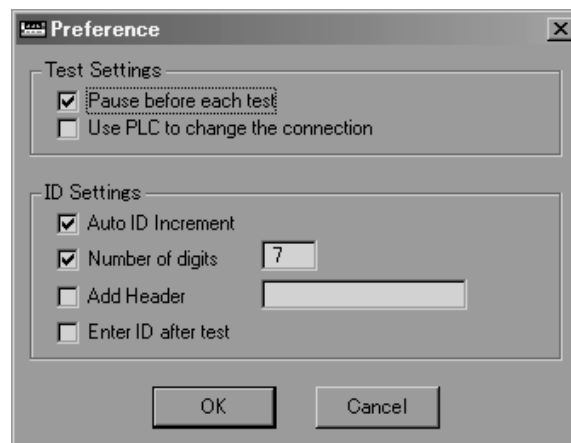 Preference
Test Settings
Pause before each test
Use PLC to change the connection
ID Settings
Auto ID Increment
Number of digits 7
Add Header
Enter ID after test
OK Cancel